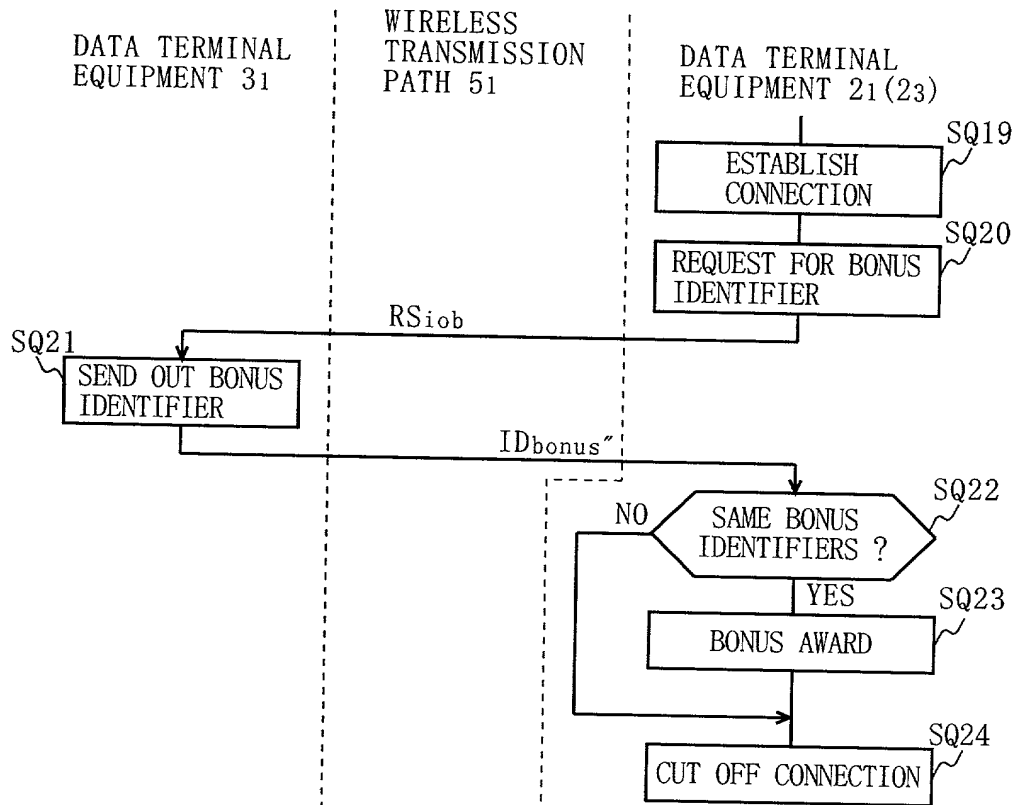 DATA TERMINAL
EQUIPMENT 31
WIRELESS
TRANSMISSION
PATH 51
DATA TERMINAL
EQUIPMENT 21(23)
SQ19
ESTABLISH
CONNECTION
SQ20
REQUEST FOR BONUS
IDENTIFIER
RSiob
SQ21
SEND OUT BONUS
IDENTIFIER
IDbonus″
SQ22
NO
SAME BONUS
IDENTIFIERS ?
YES
SQ23
BONUS AWARD
SQ24
CUT OFF CONNECTION